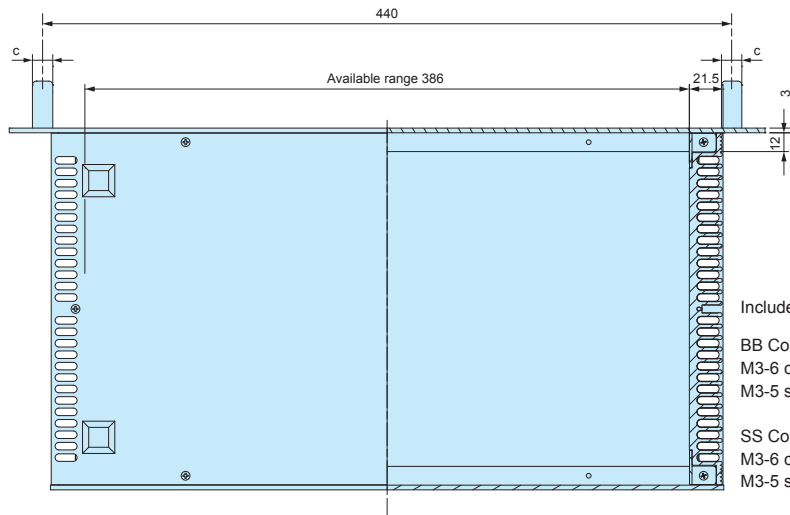 440
c
c
Available range 386
21.5
3
12
Include
BB Co
M3-6 c
M3-5 s
SS Co
M3-6 c
M3-5 s